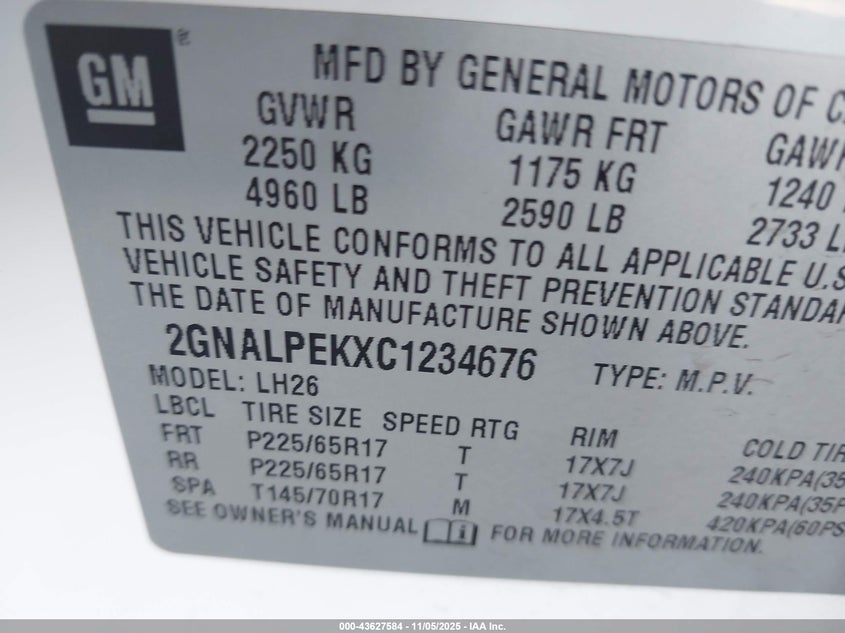 GM
MFD BY GENERAL MOTORS OF
GVWR GAWR FRT
2250 KG 1175 KG 1240
4960 LB 2590 LB 2733
THIS VEHICLE CONFORMS TO ALL APPLICABLE U.S
VEHICLE SAFETY AND THEFT PREVENTION
THE DATE OF MANUFACTURE SHOWN ABOVE.
2GNALPEKXC1234676 TYPE: M.P.V.
MODEL: LH26
LBCL TIRE SIZE SPEED RTG RIM COLD
FRT P225/65R17 T 17X7J 240KPA(35
RR P225/65R17 T 17X7J 240KPA(35P
SPA T145/70R17 M 17X4.5T 420KPA(60PS
SEE OWNER'S MANUAL FOR MORE INFORMATION.
000-43627584 - 11/05/2025 - IAA Inc.